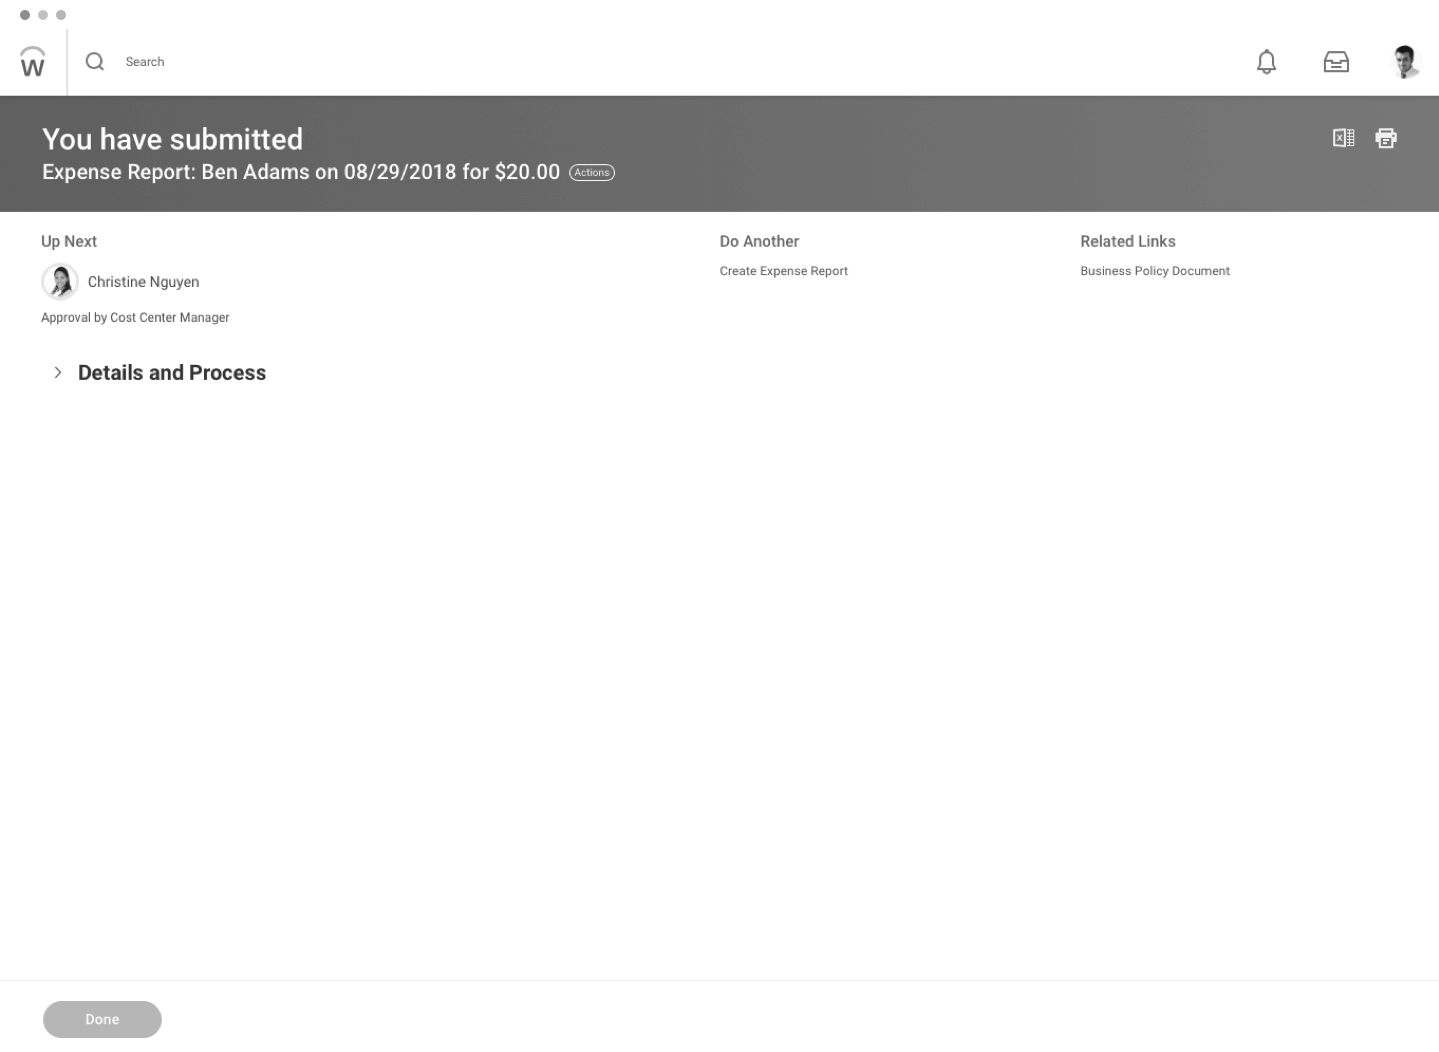 W
Search
You have submitted
Expense Report: Ben Adams on 08/29/2018 for $20.00 Actions
Up Next
Do Another
Related Links
Christine Nguyen
Create Expense Report
Business Policy Document
Approval by Cost Center Manager
Details and Process
Done